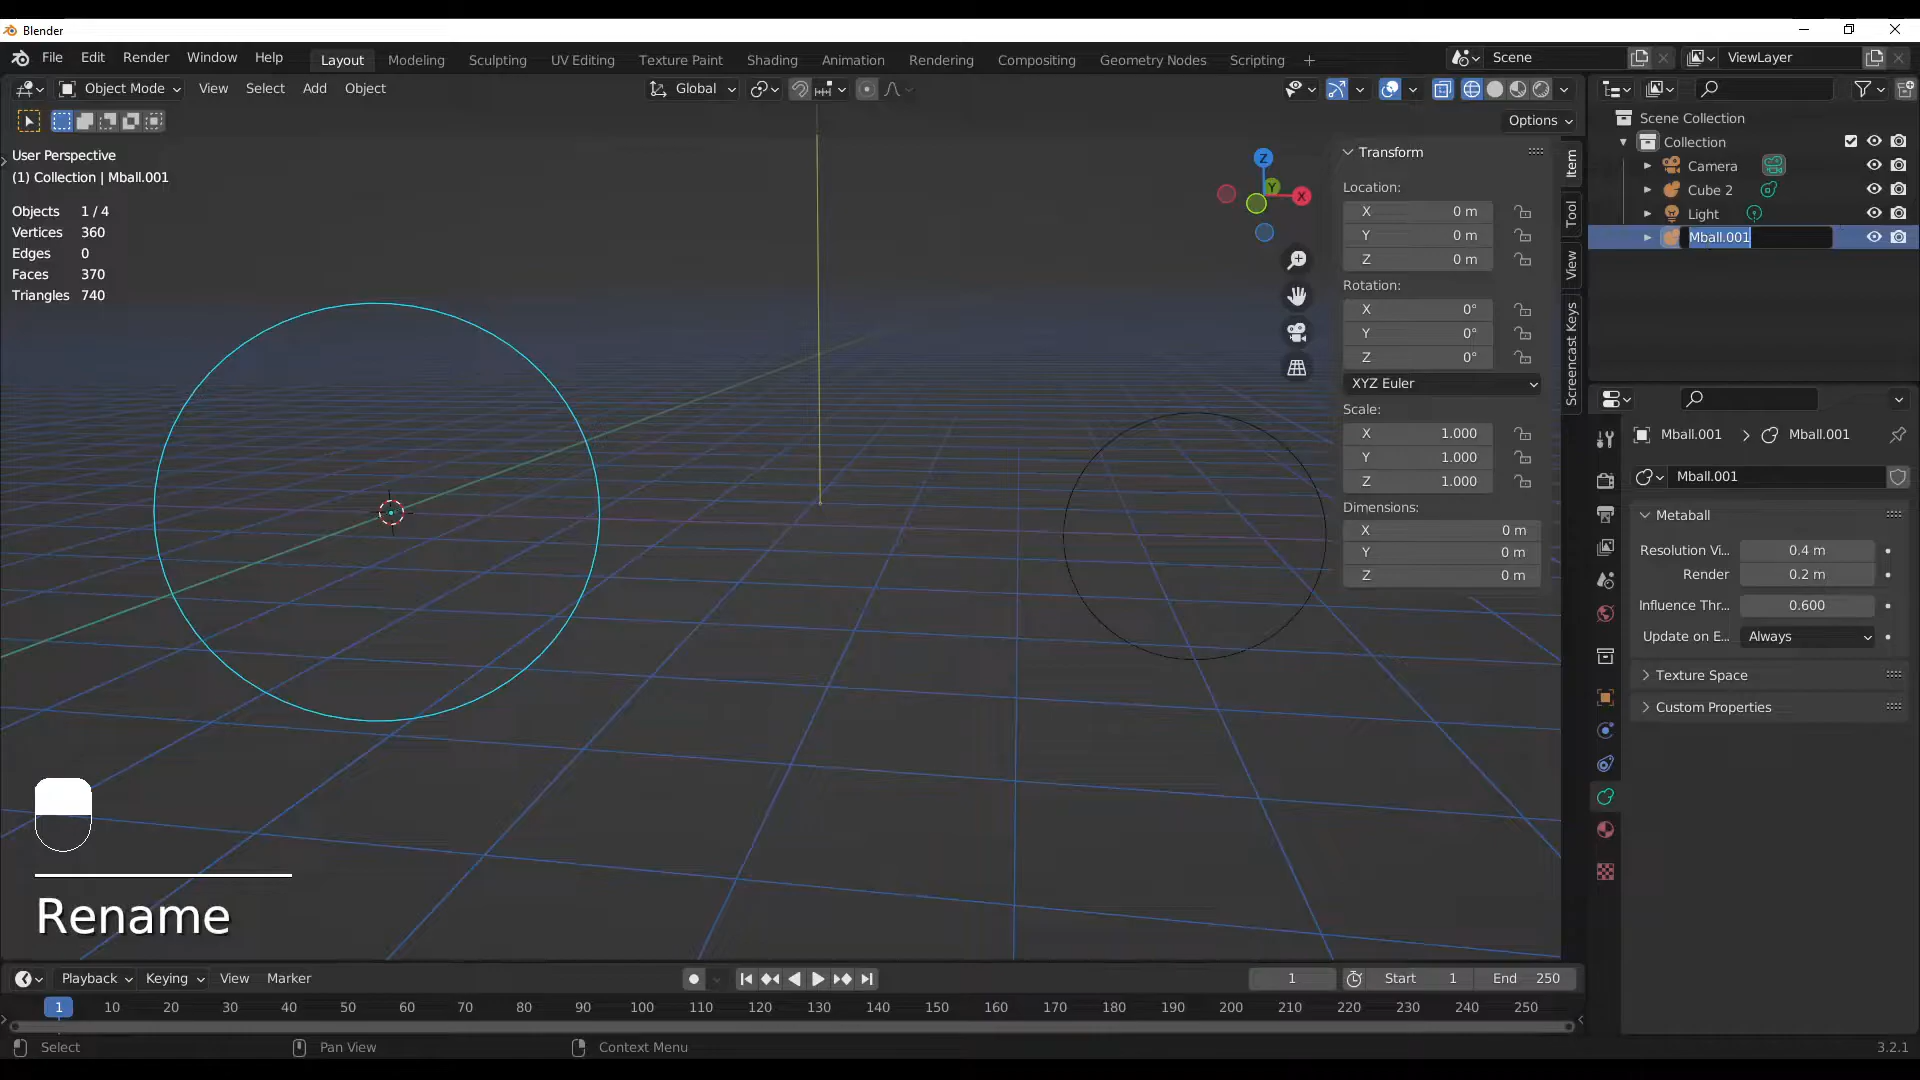 Blender
File Edit Render Window Help
Layout Modeling Sculpting UV Editing Texture Paint Shading Animation Rendering Compositing Geometry Nodes Scripting +
Scene
ViewLayer
Object Mode View Select Add Object
Global
Options
User Perspective
(1) Collection | Mball.001
Objects 1 / 4
Vertices 360
Edges 0
Faces 370
Triangles 740
Z
Y
X
Transform
Location:
X 0 m
Y 0 m
Z 0 m
Rotation:
X 0°
Y 0°
Z 0°
XYZ Euler
Scale:
X 1.000
Y 1.000
Z 1.000
Dimensions:
X 0 m
Y 0 m
Z 0 m
Item
Tool
View
Screencast Keys
Scene Collection
Collection
Camera
Cube 2
Light
Mball.001
Mball.001 > Mball.001
Mball.001
Metaball
Resolution Vi... 0.4 m
Render 0.2 m
Influence Thr... 0.600
Update on E... Always
Texture Space
Custom Properties
Rename
Playback Keying View Marker
1
Start 1
End 250
1 10 20 30 40 50 60 70 80 90 100 110 120 130 140 150 160 170 180 190 200 210 220 230 240 250
Select
Pan View
Context Menu
3.2.1